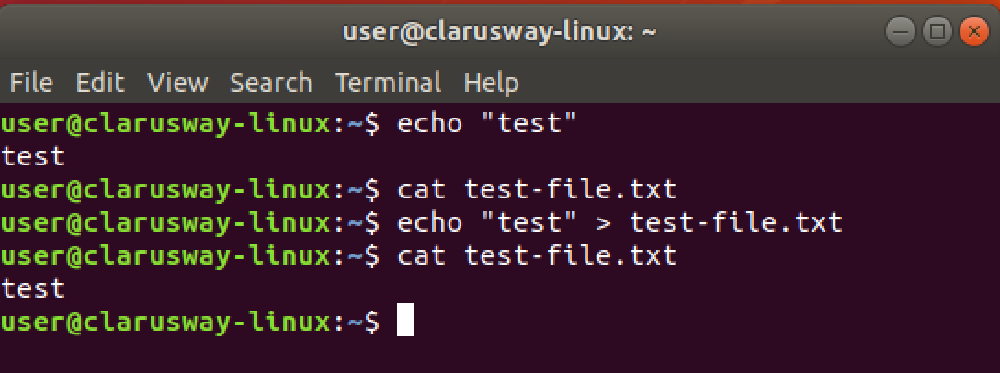 user@clarusway-linux: ~
File Edit View Search Terminal Help
user@clarusway-linux:~$ echo "test"
test
user@clarusway-linux:~$ cat test-file.txt
user@clarusway-linux:~$ echo "test" > test-file.txt
user@clarusway-linux:~$ cat test-file.txt
test
user@clarusway-linux:~$